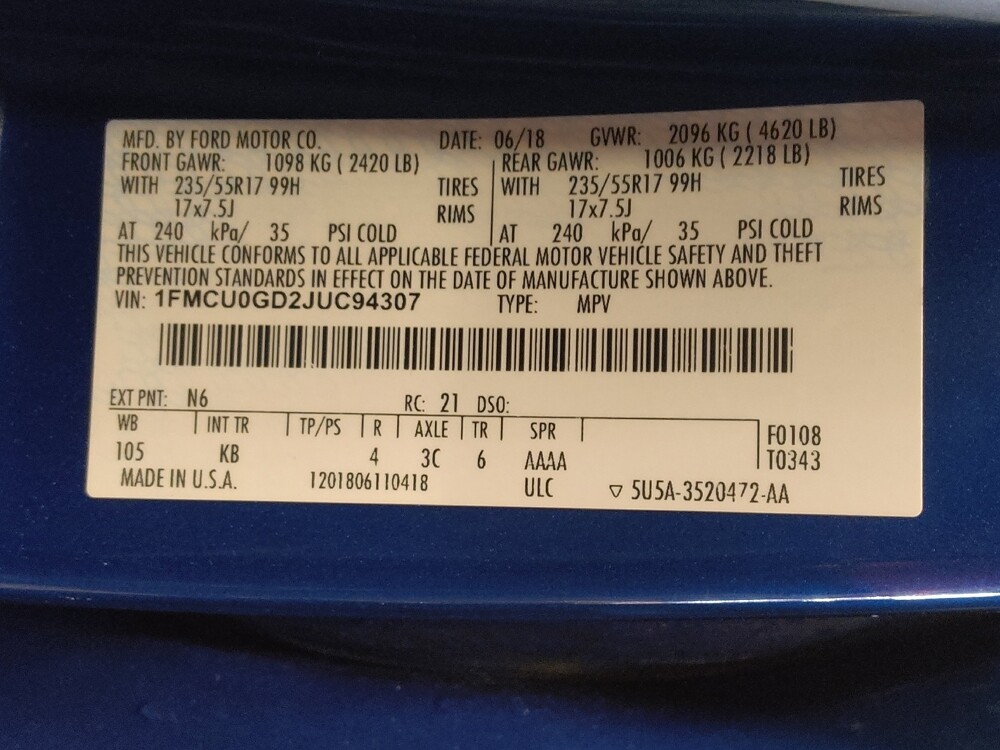 MFD. BY FORD MOTOR CO. DATE: 06/18 GVWR: 2096 KG ( 4620 LB)
FRONT GAWR: 1098 KG ( 2420 LB) REAR GAWR: 1006 KG ( 2218 LB)
WITH 235/55R17 99H TIRES WITH 235/55R17 99H TIRES
17x7.5J RIMS 17x7.5J RIMS
AT 240 kPa/ 35 PSI COLD AT 240 kPa/ 35 PSI COLD
THIS VEHICLE CONFORMS TO ALL APPLICABLE FEDERAL MOTOR VEHICLE SAFETY AND THEFT
PREVENTION STANDARDS IN EFFECT ON THE DATE OF MANUFACTURE SHOWN ABOVE.
VIN: 1FMCU0GD2JUC94307 TYPE: MPV
EXT PNT: N6 RC: 21 DSO:
WB INT TR TP/PS R AXLE TR SPR F0108
105 KB 4 3C 6 AAAA T0343
MADE IN U.S.A. 1201806110418 ULC ▽ 5U5A-3520472-AA